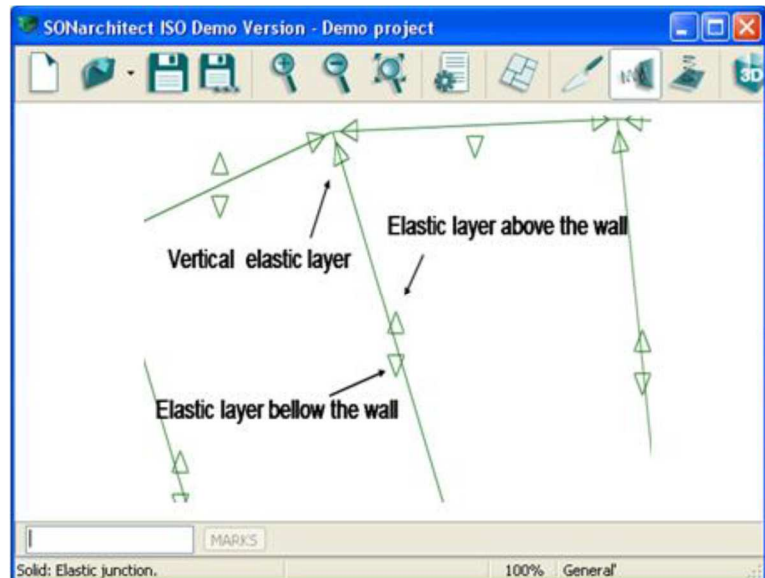 SONarchitect ISO Demo Version - Demo project
3D
Elastic layer above the wall
Vertical elastic layer
Elastic layer bellow the wall
MARKS
Solid: Elastic junction. 100% General'